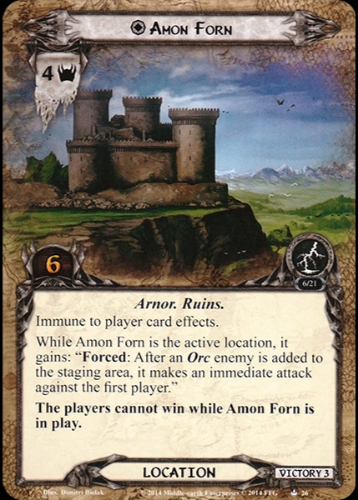 Amon Forn
4
6
6/21
Arnor. Ruins.
Immune to player card effects.
While Amon Forn is the active location, it
gains: “Forced: After an Orc enemy is added to
the staging area, it makes an immediate attack
against the first player.”
The players cannot win while Amon Forn is
in play.
Illus. Dimitri Bielak
© 2014 Middle-earth Enterprises © 2014 FFG
26
LOCATION
VICTORY 3